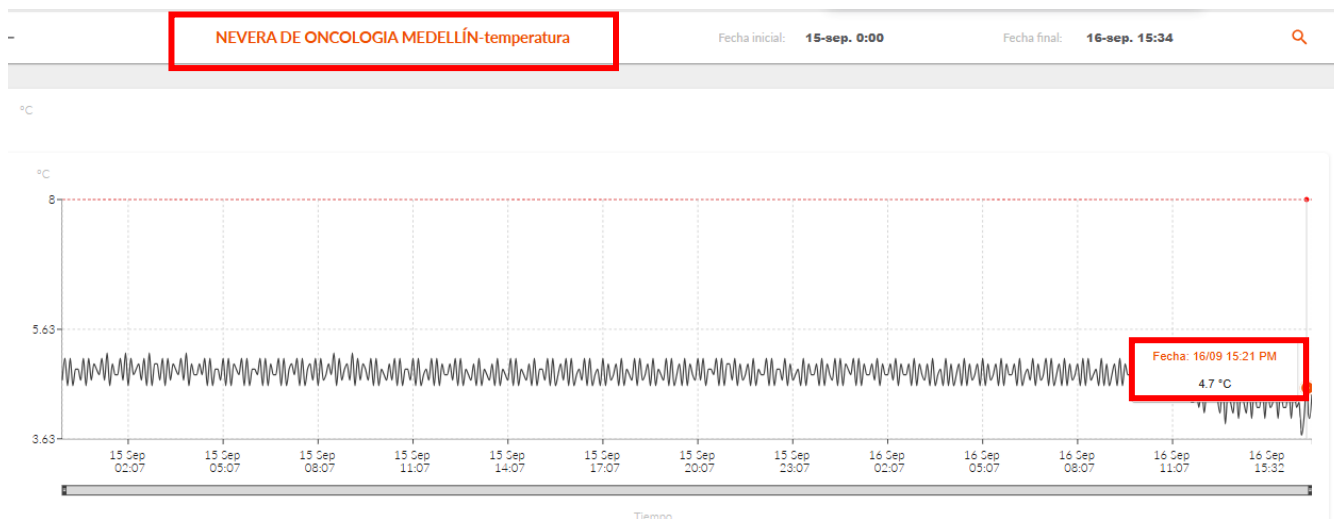 NEVERA DE ONCOLOGIA MEDELLÍN-temperatura
Fecha inicial: 15-sep. 0:00
Fecha final: 16-sep. 15:34
°C
°C
8
5.63
Fecha: 16/09 15:21 PM
4.7 °C
3.63
15 Sep 02:07
15 Sep 05:07
15 Sep 08:07
15 Sep 11:07
15 Sep 14:07
15 Sep 17:07
15 Sep 20:07
15 Sep 23:07
16 Sep 02:07
16 Sep 05:07
16 Sep 08:07
16 Sep 11:07
16 Sep 15:32
Tiempo